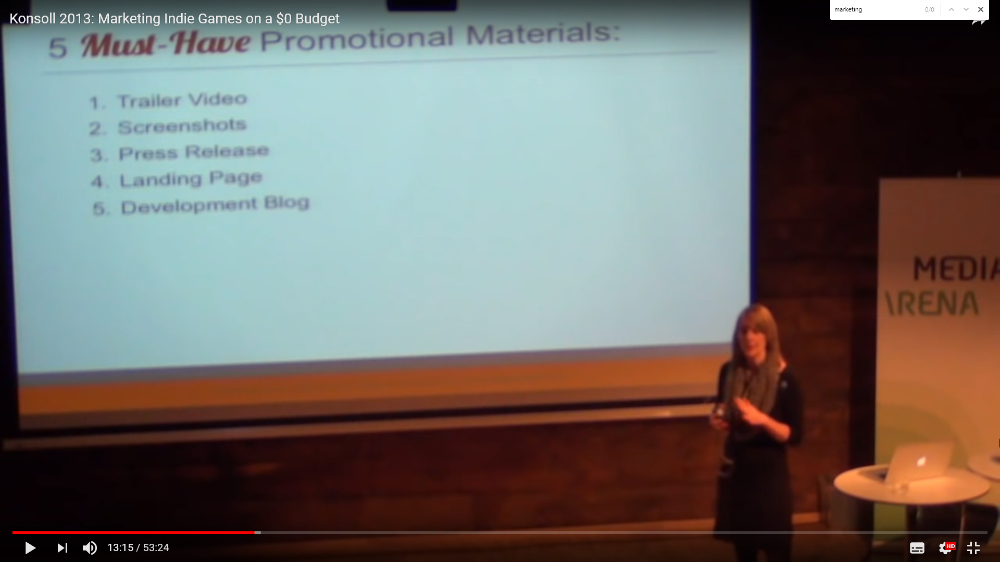 Konsoll 2013: Marketing Indie Games on a $0 Budget
marketing 0/0
5 Must-Have Promotional Materials:
1. Trailer Video
2. Screenshots
3. Press Release
4. Landing Page
5. Development Blog
MEDIA
\RENA
13:15 / 53:24
HD